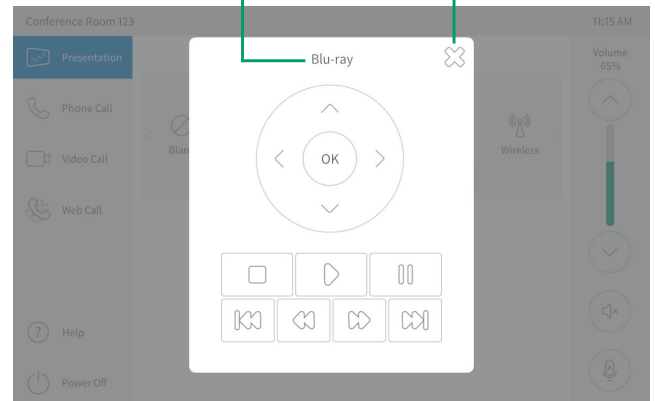 Conference Room 123
11:15 AM
Presentation
Phone Call
Video Call
Web Call
Help
Power Off
Blu-ray
OK
Blan
Wireless
Volume
65%